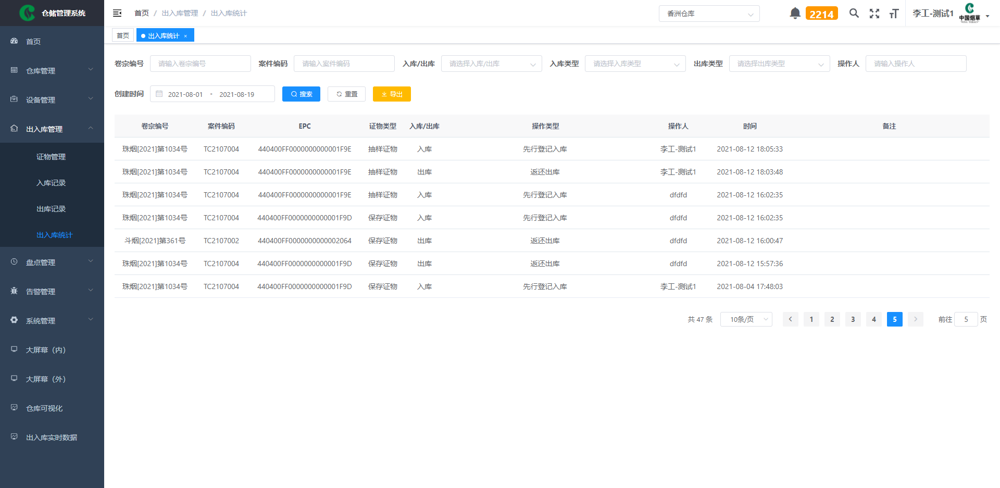 仓储管理系统
首页 / 出入库管理 / 出入库统计
香洲仓库
2214
李工-测试1
中国烟草
首页
出入库统计 ×
首页
仓库管理
设备管理
出入库管理
证物管理
入库记录
出库记录
出入库统计
盘点管理
告警管理
系统管理
大屏幕（内）
大屏幕（外）
仓库可视化
出入库实时数据
卷宗编号 请输入卷宗编号 案件编码 请输入案件编码 入库/出库 请选择入库/出库 入库类型 请选择入库类型 出库类型 请选择出库类型 操作人 请输入操作人
创建时间 2021-08-01 - 2021-08-19 搜索 重置 导出
卷宗编号 案件编码 EPC 证物类型 入库/出库 操作类型 操作人 时间 备注
珠烟[2021]第1034号 TC2107004 440400FF0000000000001F9E 抽样证物 入库 先行登记入库 李工-测试1 2021-08-12 18:05:33
珠烟[2021]第1034号 TC2107004 440400FF0000000000001F9E 抽样证物 出库 返还出库 李工-测试1 2021-08-12 18:03:48
珠烟[2021]第1034号 TC2107004 440400FF0000000000001F9E 抽样证物 入库 先行登记入库 dfdfd 2021-08-12 16:02:35
珠烟[2021]第1034号 TC2107004 440400FF0000000000001F9D 保存证物 入库 先行登记入库 dfdfd 2021-08-12 16:02:35
斗烟[2021]第361号 TC2107002 440400FF0000000000002064 保存证物 出库 返还出库 dfdfd 2021-08-12 16:00:47
珠烟[2021]第1034号 TC2107004 440400FF0000000000001F9D 保存证物 出库 返还出库 dfdfd 2021-08-12 15:57:36
珠烟[2021]第1034号 TC2107004 440400FF0000000000001F9D 保存证物 入库 先行登记入库 李工-测试1 2021-08-04 17:48:03
共 47 条 10条/页 1 2 3 4 5 前往 5 页